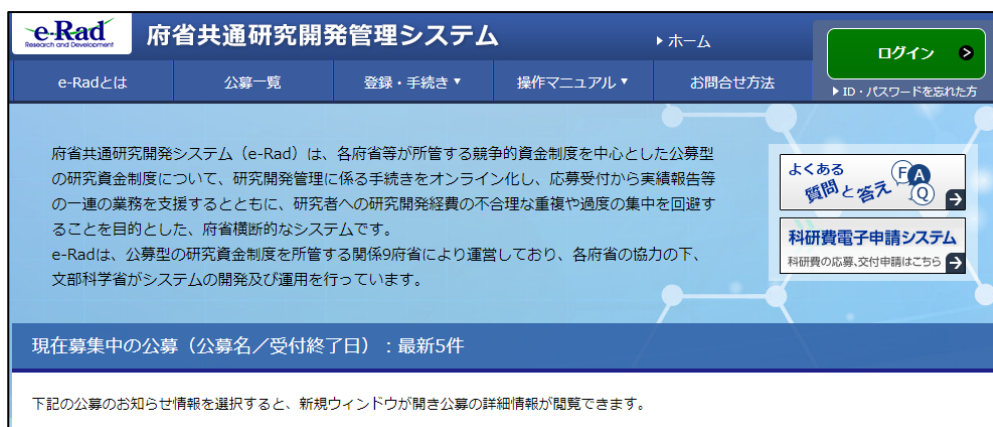 e-Rad
Research and Development
府省共通研究開発管理システム
▶ ホーム
ログイン
e-Radとは
公募一覧
登録・手続き▼
操作マニュアル▼
お問合せ方法
▶ ID・パスワードを忘れた方
府省共通研究開発システム（e-Rad）は、各府省等が所管する競争的資金制度を中心とした公募型
の研究資金制度について、研究開発管理に係る手続きをオンライン化し、応募受付から実績報告等
の一連の業務を支援するとともに、研究者への研究開発経費の不合理な重複や過度の集中を回避す
ることを目的とした、府省横断的なシステムです。
e-Radは、公募型の研究資金制度を所管する関係9府省により運営しており、各府省の協力の下、
文部科学省がシステムの開発及び運用を行っています。
よくある
質問と答え
FAQ
科研費電子申請システム
科研費の応募、交付申請はこちら
現在募集中の公募（公募名／受付終了日）：最新5件
下記の公募のお知らせ情報を選択すると、新規ウィンドウが開き公募の詳細情報が閲覧できます。